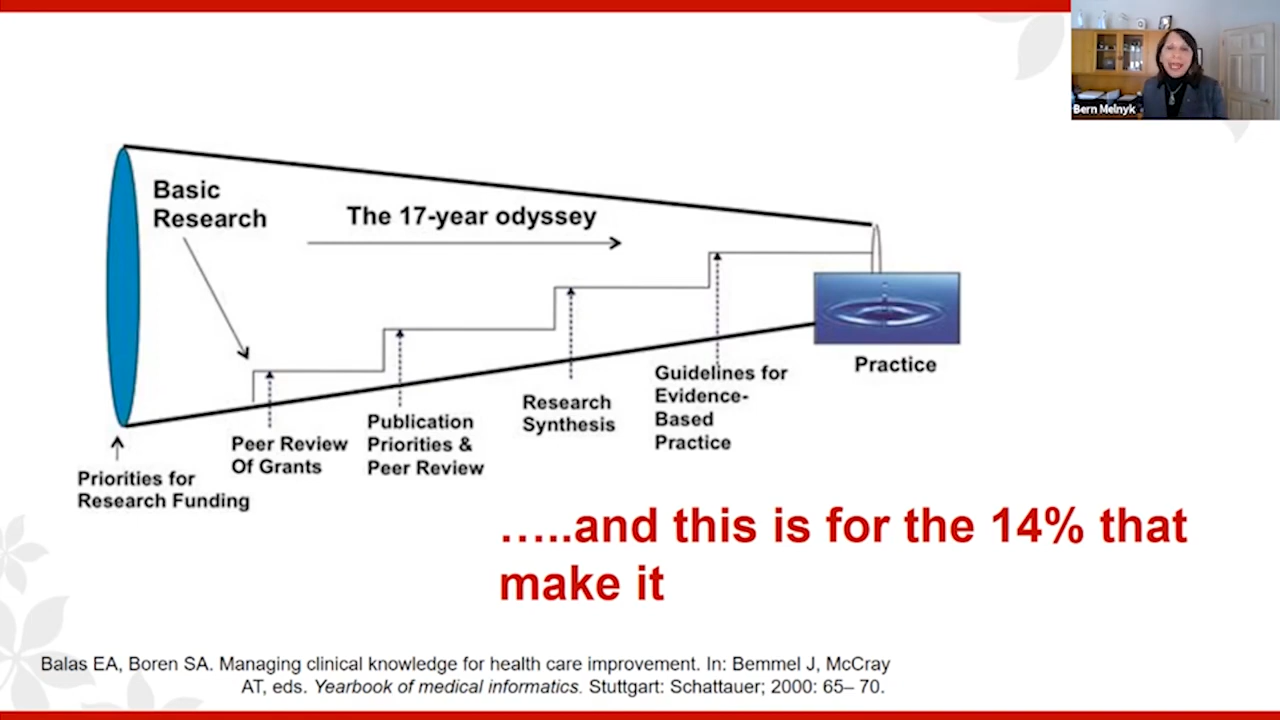 Bern Melnyk
Basic
Research
The 17-year odyssey
Practice
Guidelines for
Evidence-
Based
Practice
Research
Synthesis
Publication
Priorities &
Peer Review
Peer Review
Of Grants
Priorities for
Research Funding
…..and this is for the 14% that
make it
Balas EA, Boren SA. Managing clinical knowledge for health care improvement. In: Bemmel J, McCray
AT, eds. Yearbook of medical informatics. Stuttgart: Schattauer; 2000: 65– 70.